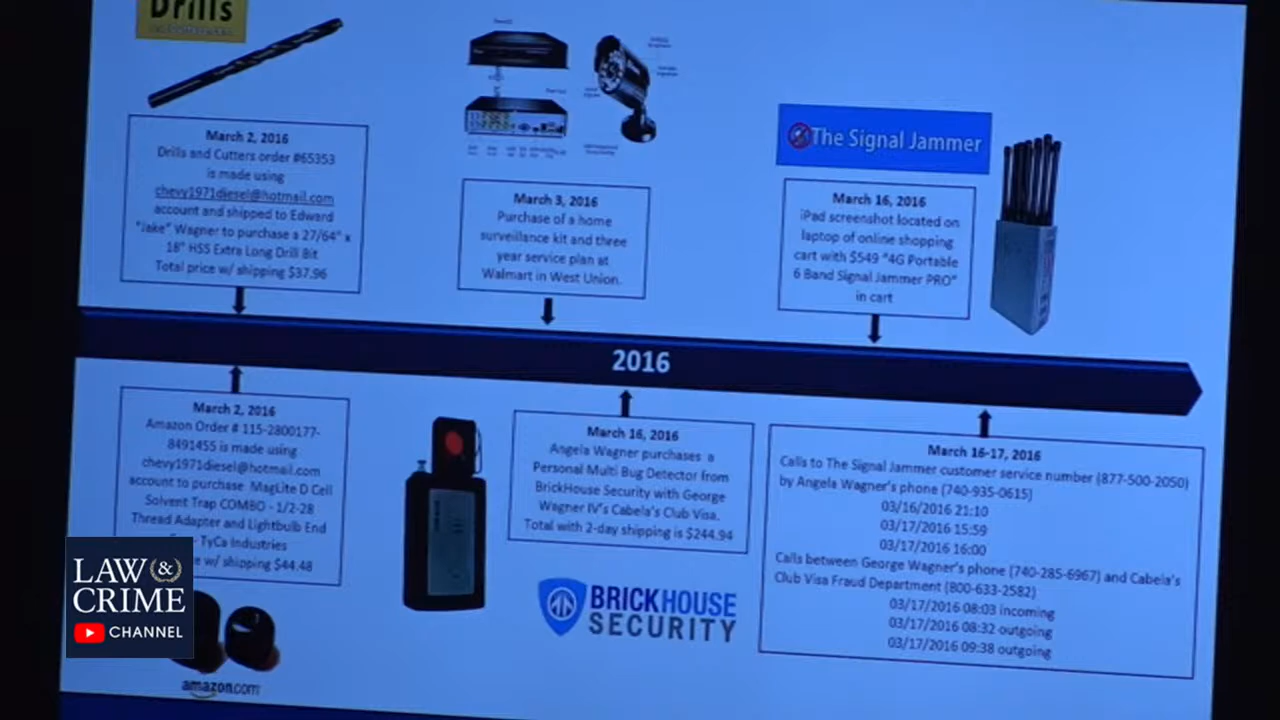 Drills
March 2, 2016
Drills and Cutters order #65353
is made using
chevy1971diesel@hotmail.com
account and shipped to Edward
"Jake" Wagner to purchase a 27/64" x
18" HSS Extra Long Drill Bit
Total price w/ shipping $37.96
March 3, 2016
Purchase of a home
surveillance kit and three
year service plan at
Walmart in West Union.
The Signal Jammer
March 16, 2016
iPad screenshot located on
laptop of online shopping
cart with $549 "4G Portable
6 Band Signal Jammer PRO"
in cart
2016
March 2, 2016
Amazon Order # 115-2800177-
8491455 is made using
chevy1971diesel@hotmail.com
account to purchase MagLite D Cell
Solvent Trap COMBO - 1/2-28
Thread Adapter and Lightbulb End
TyCa Industries
w/ shipping $44.48
amazon.com
March 16, 2016
Angela Wagner purchases a
Personal Multi Bug Detector from
BrickHouse Security with George
Wagner IV's Cabela's Club Visa.
Total with 2-day shipping is $244.94
BRICKHOUSE
SECURITY
March 16-17, 2016
Calls to The Signal Jammer customer service number (877-500-2050)
by Angela Wagner's phone (740-935-0615)
03/16/2016 21:10
03/17/2016 15:59
03/17/2016 16:00
Calls between George Wagner's phone (740-285-6967) and Cabela's
Club Visa Fraud Department (800-633-2582)
03/17/2016 08:03 incoming
03/17/2016 08:32 outgoing
03/17/2016 09:38 outgoing
LAW &
CRIME
CHANNEL